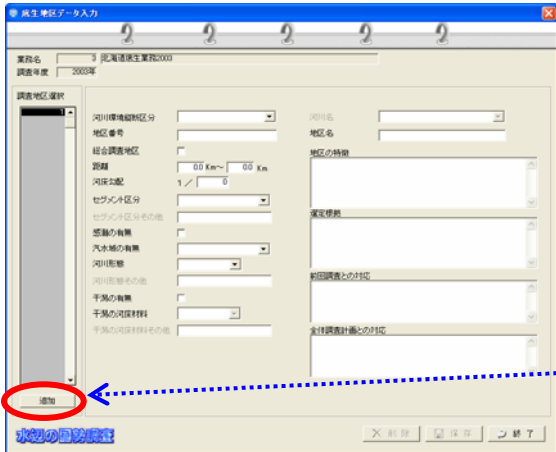 底生地区データ入力
業務名 3 北海道底生業務2003
調査年度 2003年
調査地区選択
1
河川環境縦断区分
河川名
地区番号
地区名
総合調査地区
地区の特徴
距離 0.0 Km～ 0.0 Km
河床勾配 1／ 0
セグメント区分
セグメント区分その他
選定根拠
感潮の有無
汽水域の有無
河川形態
前回調査との対応
河川形態その他
干潟の有無
干潟の河床材料
干潟の河床材料その他
全体調査計画との対応
追加
水辺の国勢調査
削除 保存 終了